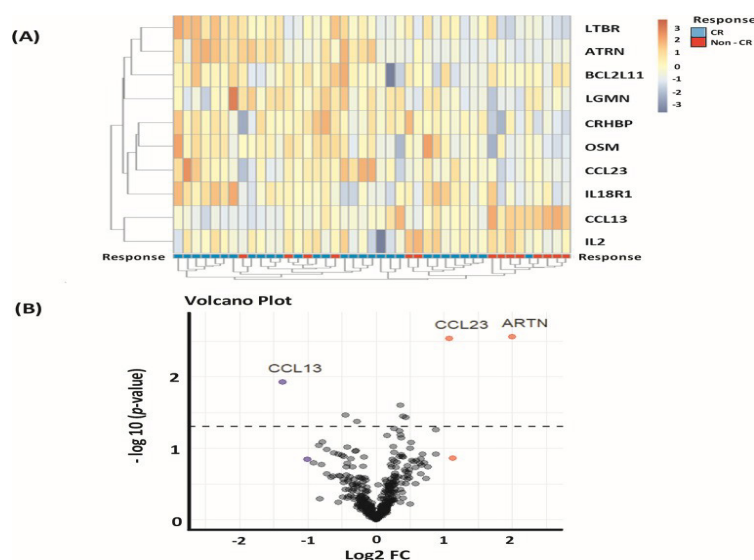 (A)
LTBR
ATRN
BCL2L11
LGMN
CRHBP
OSM
CCL23
IL18R1
CCL13
IL2
3
2
1
0
-1
-2
-3
Response
CR
Non - CR
Response
Response
(B)
Volcano Plot
CCL23
ARTN
CCL13
2
1
0
- log 10 (p-value)
-2
-1
0
1
2
Log2 FC